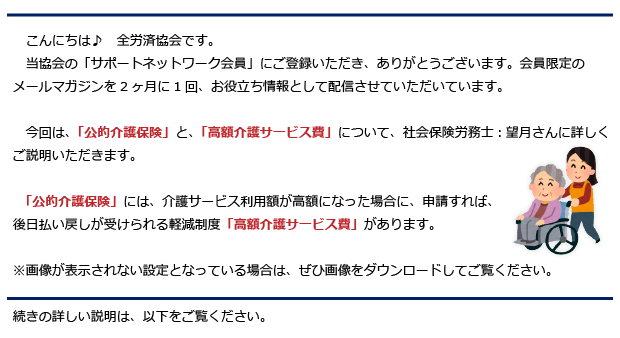 こんにちは♪　全労済協会です。
当協会の「サポートネットワーク会員」にご登録いただき、ありがとうございます。会員限定の
メールマガジンを２ヶ月に１回、お役立ち情報として配信させていただいています。
今回は、「公的介護保険」と、「高額介護サービス費」について、社会保険労務士：望月さんに詳しく
ご説明いただきます。
「公的介護保険」には、介護サービス利用額が高額になった場合に、申請すれば、
後日払い戻しが受けられる軽減制度「高額介護サービス費」があります。
※画像が表示されない設定となっている場合は、ぜひ画像をダウンロードしてご覧ください。
続きの詳しい説明は、以下をご覧ください。